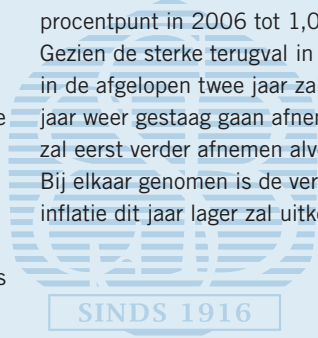 procentpunt in 2006 tot 1,0
Gezien de sterke terugval in
in de afgelopen twee jaar za
jaar weer gestaag gaan afne
zal eerst verder afnemen alv
Bij elkaar genomen is de ver
inflatie dit jaar lager zal uitk
SINDS 1916